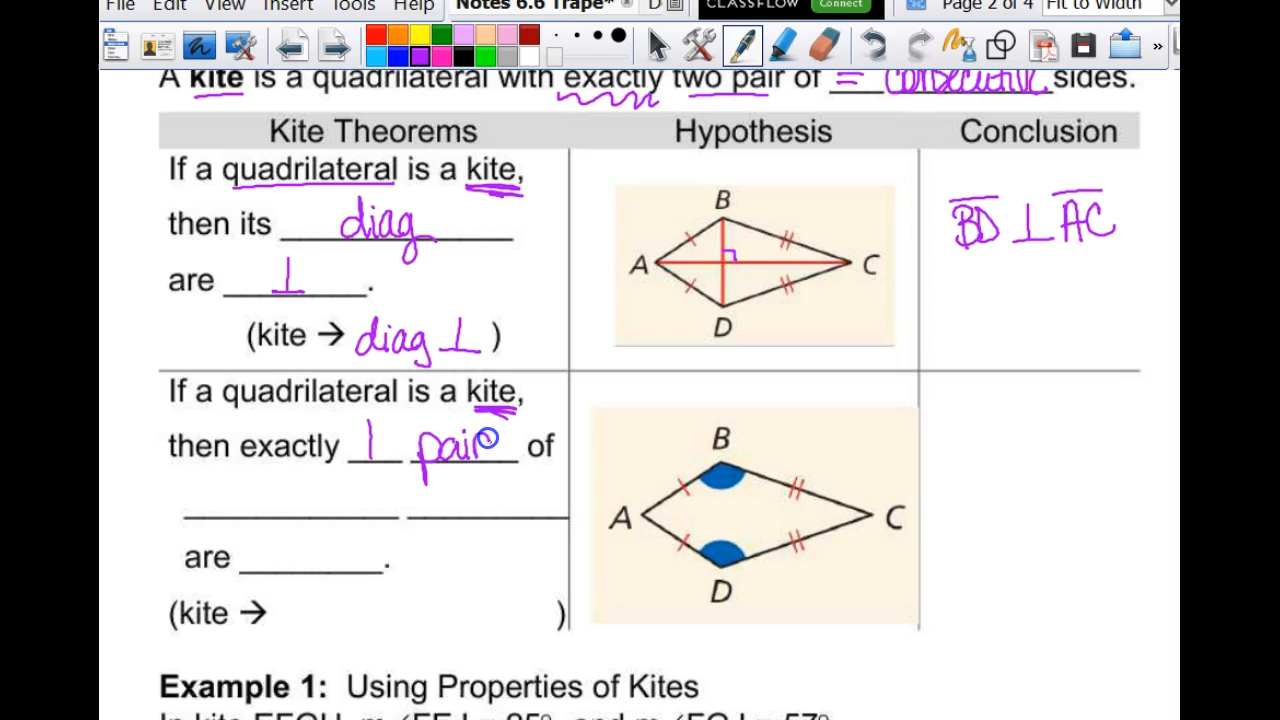 File Edit View Insert Tools Help Notes 6.6 Trape* D CLASSFLOW Connect Page 2 of 4 Fit to Width
A kite is a quadrilateral with exactly two pair of = consecutive sides.
Kite Theorems Hypothesis Conclusion
If a quadrilateral is a kite,
then its diag
are ⊥.
(kite → diag ⊥ )
B
A C
D
BD ⊥ AC
If a quadrilateral is a kite,
then exactly 1 pair of
are ________.
(kite → )
B
A C
D
Example 1: Using Properties of Kites